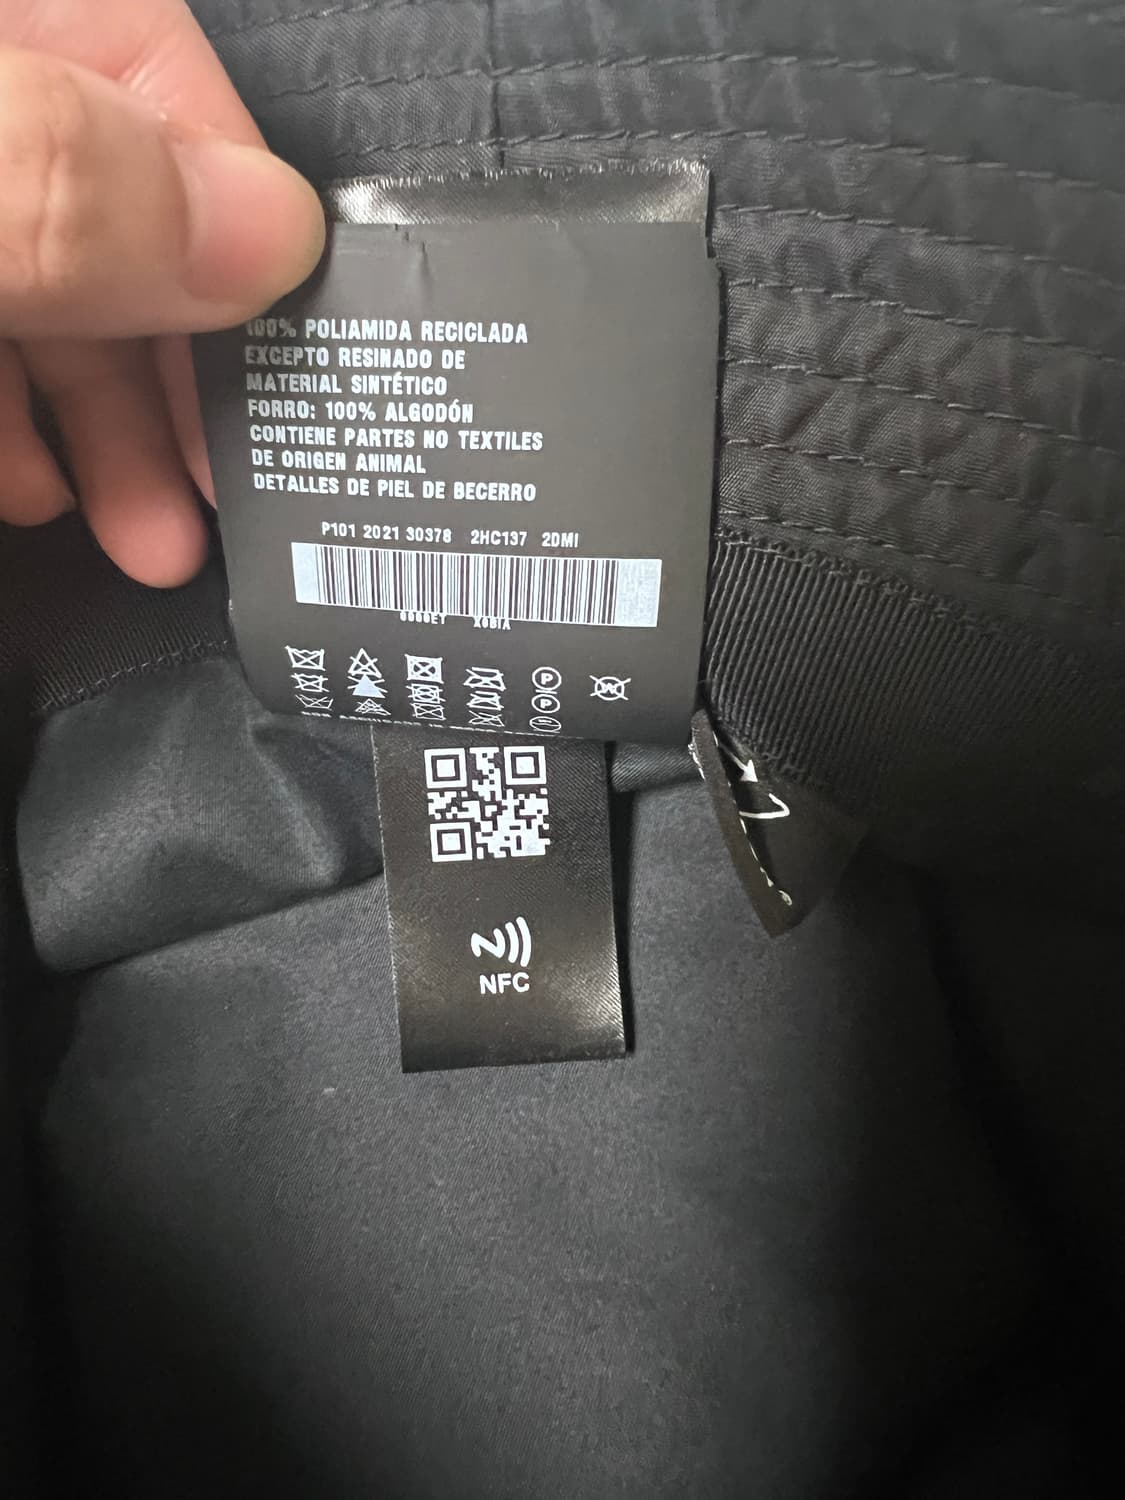 100% POLIAMIDA RECICLADA
EXCEPTO RESINADO DE
MATERIAL SINTÉTICO
FORRO: 100% ALGODÓN
CONTIENE PARTES NO TEXTILES
DE ORIGEN ANIMAL
DETALLES DE PIEL DE BECERRO
P101 2021 30378 2HC137 2DMI
P
P
W
NFC